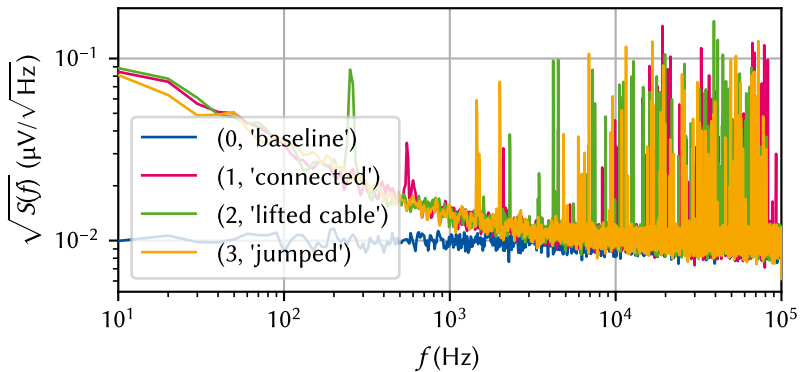 10⁻¹
10⁻²
√S(f) (µV/√Hz)
(0, 'baseline')
(1, 'connected')
(2, 'lifted cable')
(3, 'jumped')
10¹ 10² 10³ 10⁴ 10⁵
f (Hz)